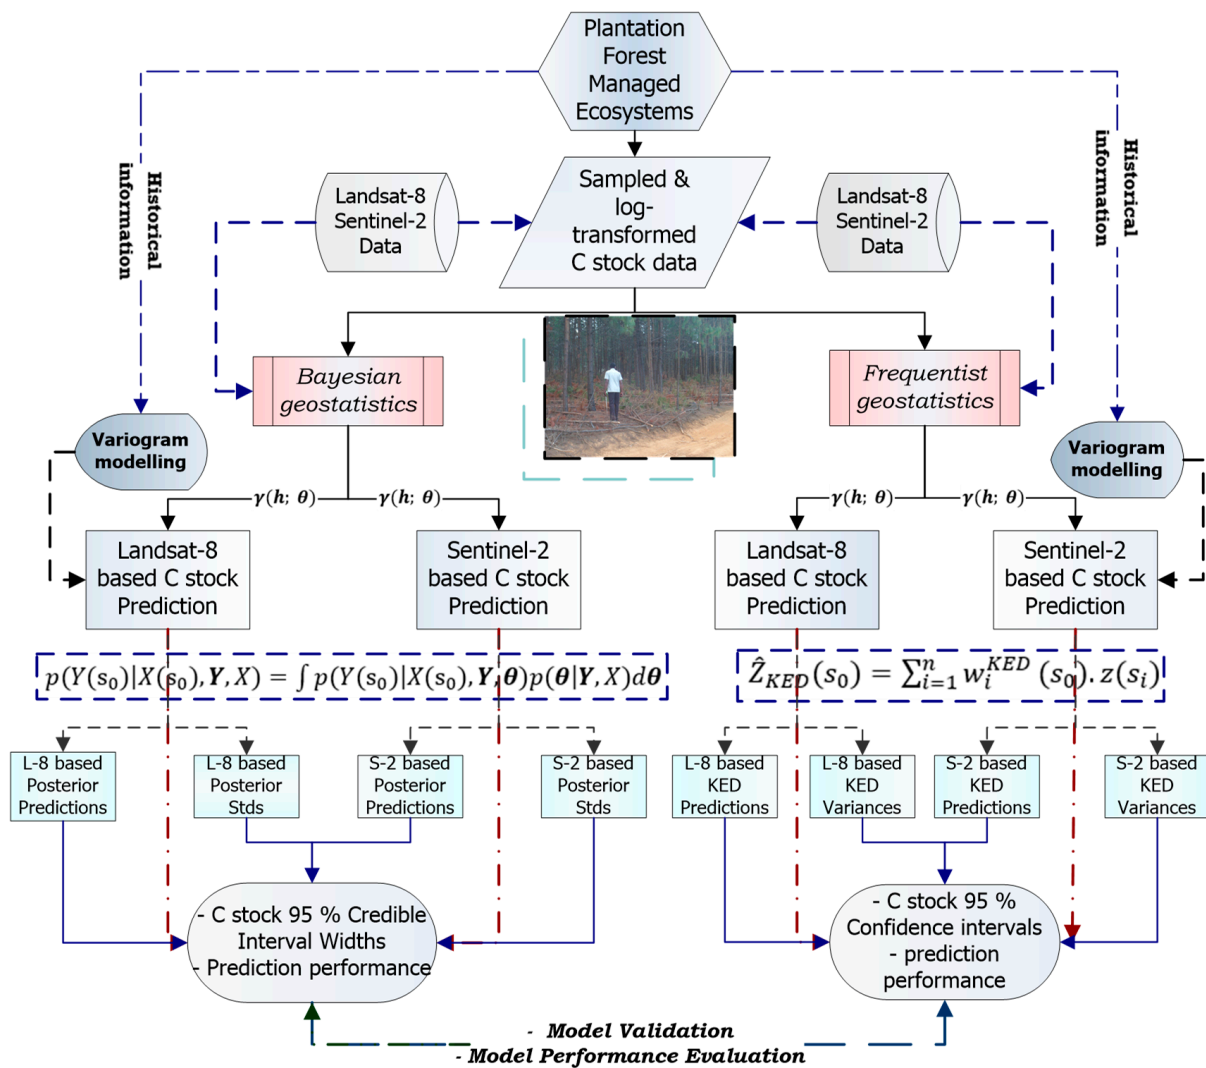 Plantation
Forest
Managed
Ecosystems
Historical
information
Historical
information
Landsat-8
Sentinel-2
Data
Sampled &
log-
transformed
C stock data
Landsat-8
Sentinel-2
Data
Bayesian
geostatistics
Frequentist
geostatistics
Variogram
modelling
Variogram
modelling
γ(h; θ)
γ(h; θ)
γ(h; θ)
γ(h; θ)
Landsat-8
based C stock
Prediction
Sentinel-2
based C stock
Prediction
Landsat-8
based C stock
Prediction
Sentinel-2
based C stock
Prediction
p(Y(s₀)|X(s₀), Y, X) = ∫ p(Y(s₀)|X(s₀), Y, θ)p(θ|Y, X)dθ
Ẑ_KED(s₀) = ∑ⁿᵢ₌₁ wᵢᴷᴱᴰ (s₀). z(sᵢ)
L-8 based
Posterior
Predictions
L-8 based
Posterior
Stds
S-2 based
Posterior
Predictions
S-2 based
Posterior
Stds
L-8 based
KED
Predictions
L-8 based
KED
Variances
S-2 based
KED
Predictions
S-2 based
KED
Variances
- C stock 95 % Credible
Interval Widths
- Prediction performance
- C stock 95 %
Confidence intervals
- prediction
performance
- Model Validation
- Model Performance Evaluation